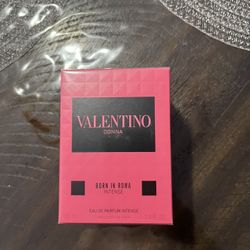 VALENTINO
DONNA
BORN IN ROMA
INTENSE
EAU DE PARFUM INTENSE